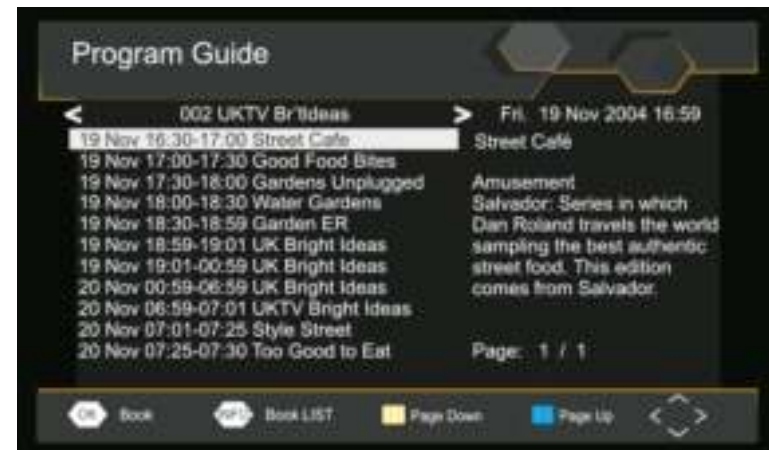 Program Guide
< 002 UKTV Br'tIdeas > Fri. 19 Nov 2004 16:59
19 Nov 16:30-17:00 Street Cafe
19 Nov 17:00-17:30 Good Food Bites
19 Nov 17:30-18:00 Gardens Unplugged
19 Nov 18:00-18:30 Water Gardens
19 Nov 18:30-18:59 Garden ER
19 Nov 18:59-19:01 UK Bright Ideas
19 Nov 19:01-00:59 UK Bright Ideas
20 Nov 00:59-06:59 UK Bright Ideas
20 Nov 06:59-07:01 UKTV Bright Ideas
20 Nov 07:01-07:25 Style Street
20 Nov 07:25-07:30 Too Good to Eat
Street Café
Amusement
Salvador: Series in which
Dan Roland travels the world
sampling the best authentic
street food. This edition
comes from Salvador.
Page: 1 / 1
OK Book INFO Book LIST Page Down Page Up